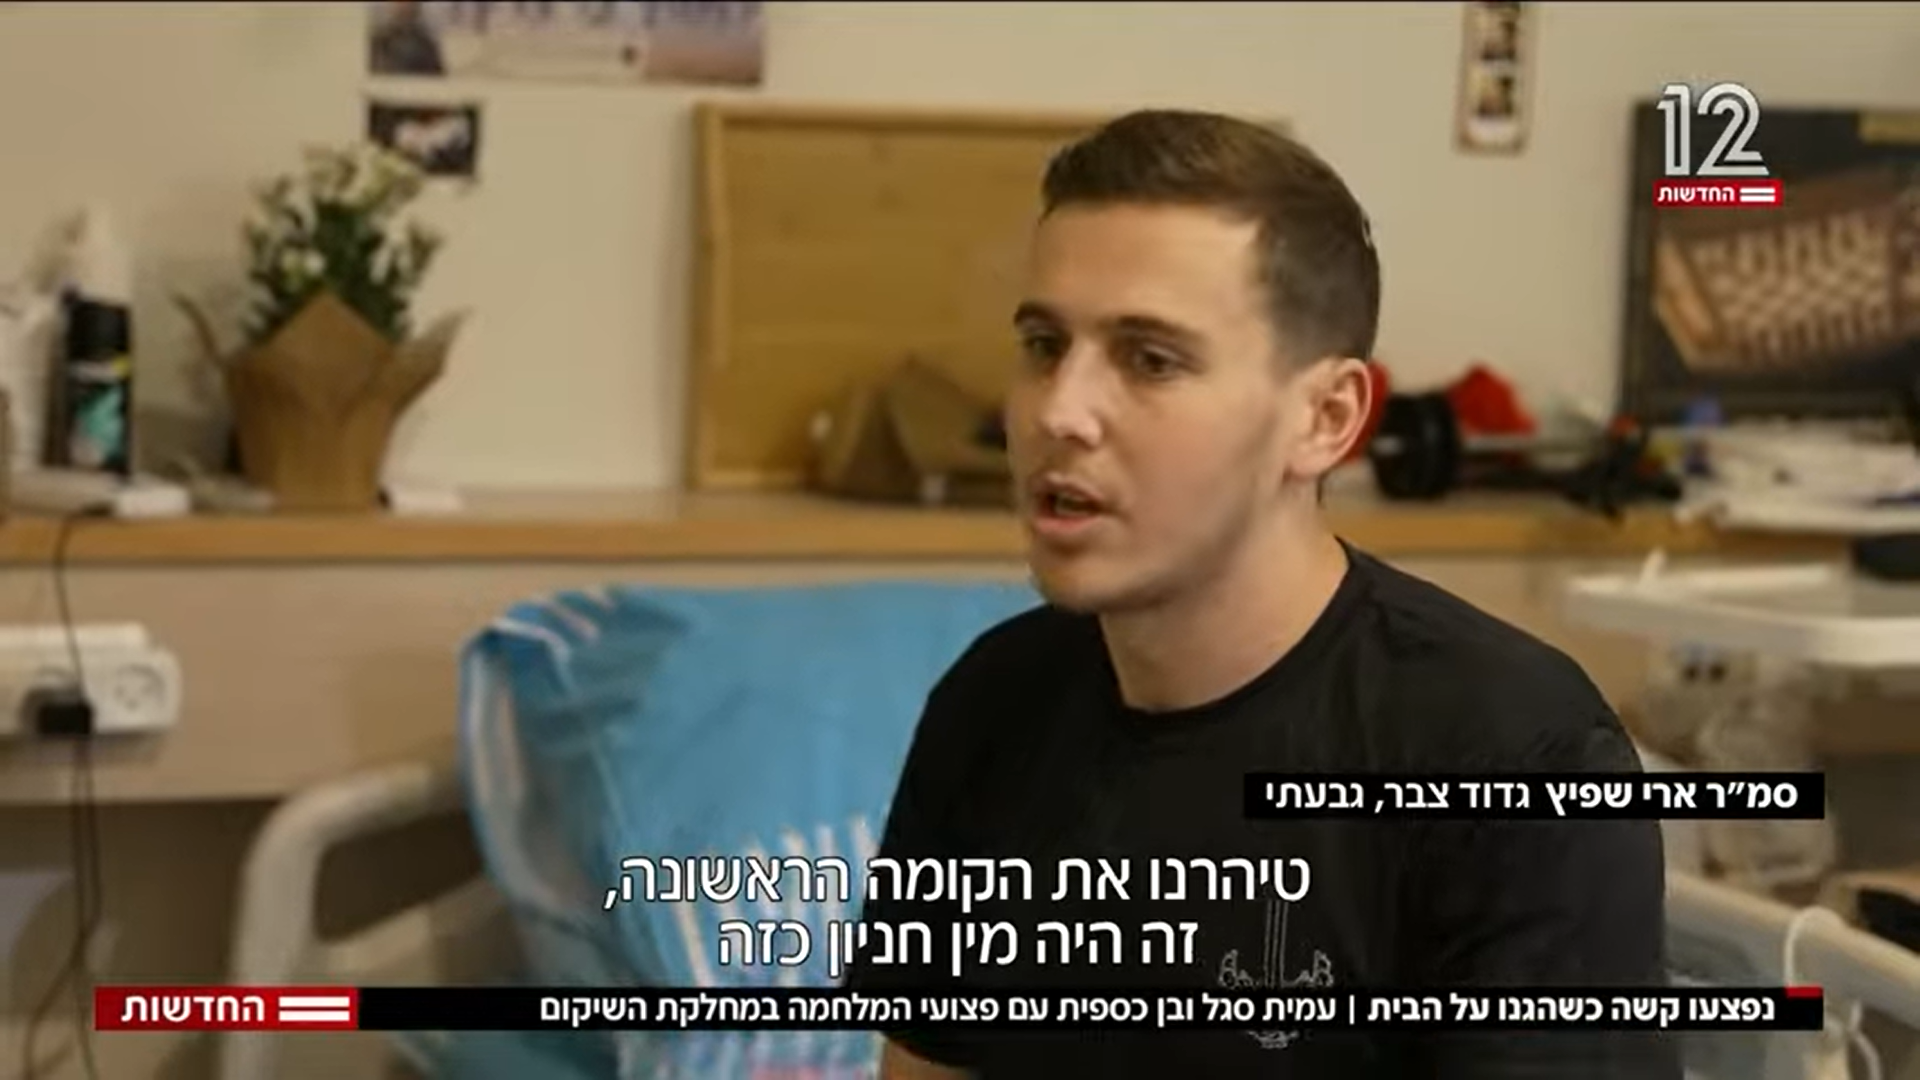 12
החדשות
סמ״ר ארי שפיץ גדוד צבר, גבעתי
טיהרנו את הקומה הראשונה,
זה היה מין חניון כזה
נפצעו קשה כשהגנו על הבית | עמית סגל ובן כספית עם פצועי המלחמה במחלקת השיקום
החדשות